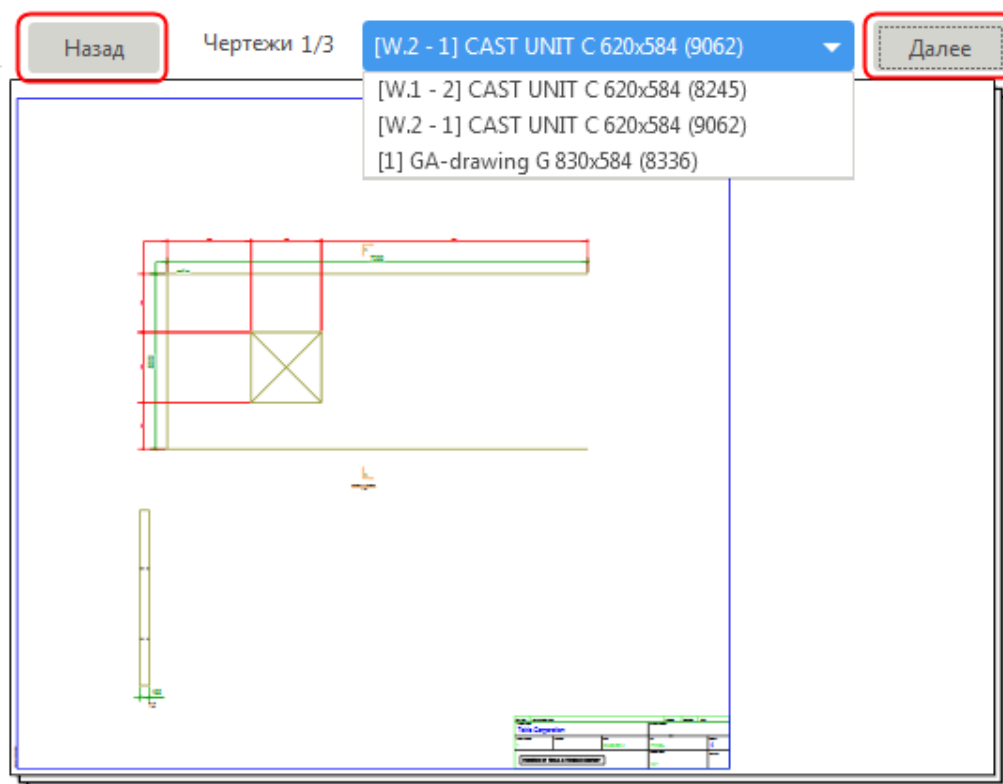 Назад
Чертежи 1/3
[W.2 - 1] CAST UNIT C 620x584 (9062)
Далее
[W.1 - 2] CAST UNIT C 620x584 (8245)
[W.2 - 1] CAST UNIT C 620x584 (9062)
[1] GA-drawing G 830x584 (8336)
Tekla Corporation